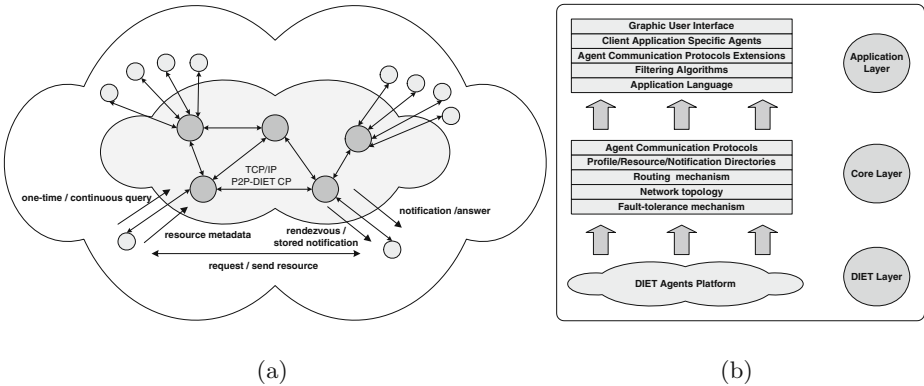 TCP/IP
P2P-DIET CP
one-time / continuous query
resource metadata
rendezvous /
stored notification
notification /answer
request / send resource
(a)
Graphic User Interface
Client Application Specific Agents
Agent Communication Protocols Extensions
Filtering Algorithms
Application Language
Application
Layer
Agent Communication Protocols
Profile/Resource/Notification Directories
Routing mechanism
Network topology
Fault-tolerance mechanism
Core Layer
DIET Agents Platform
DIET Layer
(b)